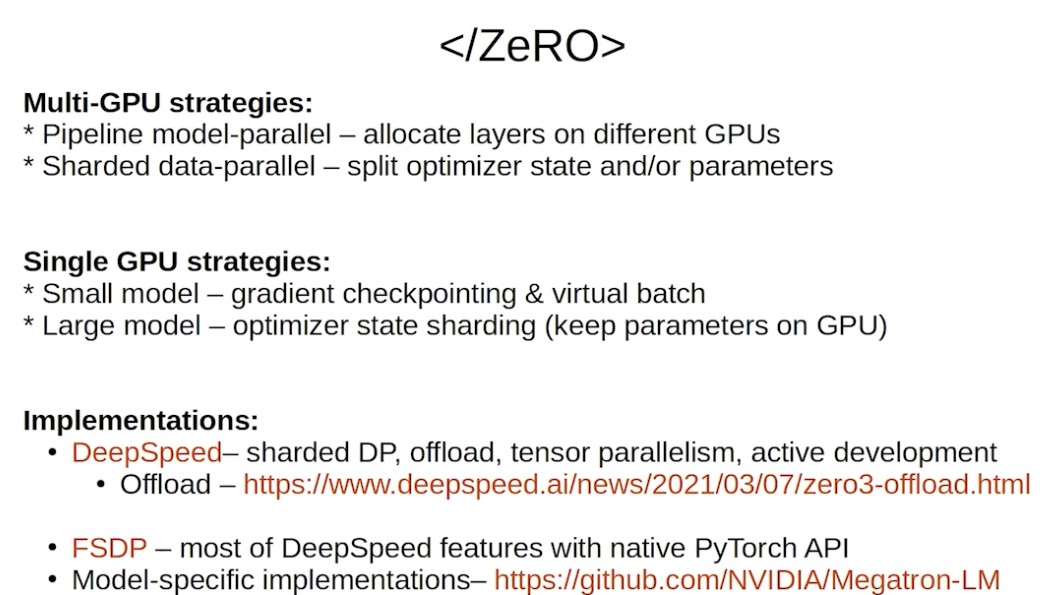 </ZeRO>
Multi-GPU strategies:
* Pipeline model-parallel – allocate layers on different GPUs
* Sharded data-parallel – split optimizer state and/or parameters
Single GPU strategies:
* Small model – gradient checkpointing & virtual batch
* Large model – optimizer state sharding (keep parameters on GPU)
Implementations:
• DeepSpeed– sharded DP, offload, tensor parallelism, active development
• Offload – https://www.deepspeed.ai/news/2021/03/07/zero3-offload.html
• FSDP – most of DeepSpeed features with native PyTorch API
• Model-specific implementations– https://github.com/NVIDIA/Megatron-LM